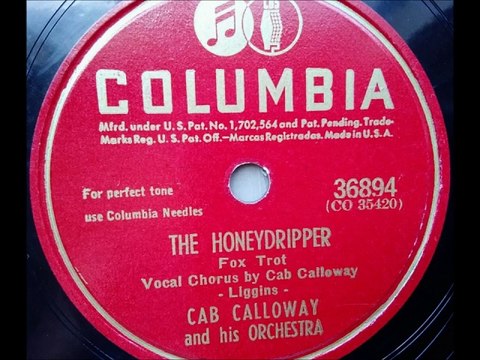 COLUMBIA
Mfrd. under U.S. Pat. No. 1,702,564 and Pat. Pending. Trade-
Marks Reg. U.S. Pat. Off.—Marcas Registradas. Made in U.S.A.
For perfect tone
use Columbia Needles
36894
(CO 35420)
THE HONEYDRIPPER
Fox Trot
Vocal Chorus by Cab Calloway
- Liggins -
CAB CALLOWAY
and his ORCHESTRA